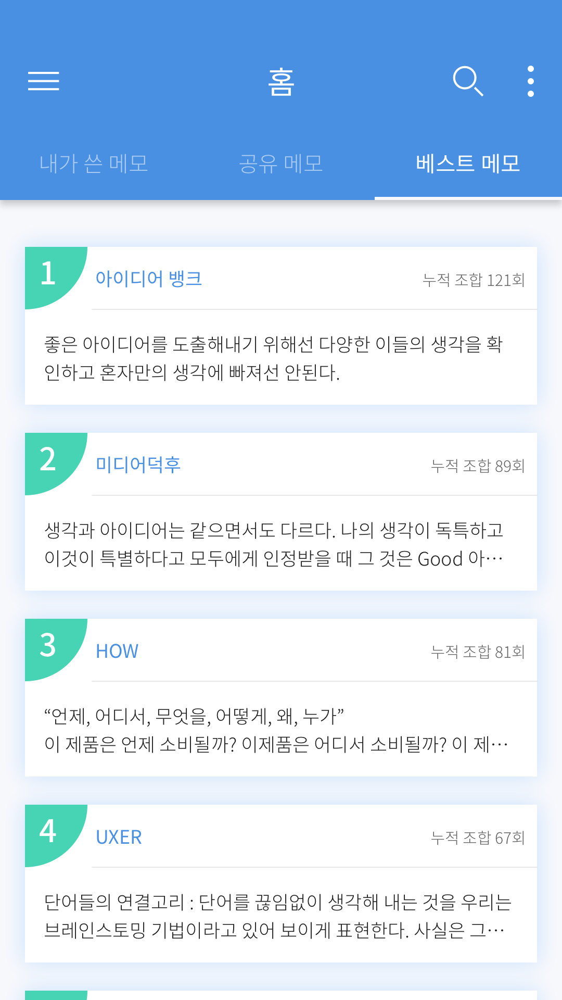 홈
내가 쓴 메모 공유 메모 베스트 메모
1 아이디어 뱅크 누적 조합 121회
좋은 아이디어를 도출해내기 위해선 다양한 이들의 생각을 확
인하고 혼자만의 생각에 빠져선 안된다.
2 미디어덕후 누적 조합 89회
생각과 아이디어는 같으면서도 다르다. 나의 생각이 독특하고
이것이 특별하다고 모두에게 인정받을 때 그 것은 Good 아…
3 HOW 누적 조합 81회
“언제, 어디서, 무엇을, 어떻게, 왜, 누가”
이 제품은 언제 소비될까? 이제품은 어디서 소비될까? 이 제…
4 UXER 누적 조합 67회
단어들의 연결고리 : 단어를 끊임없이 생각해 내는 것을 우리는
브레인스토밍 기법이라고 있어 보이게 표현한다. 사실은 그…